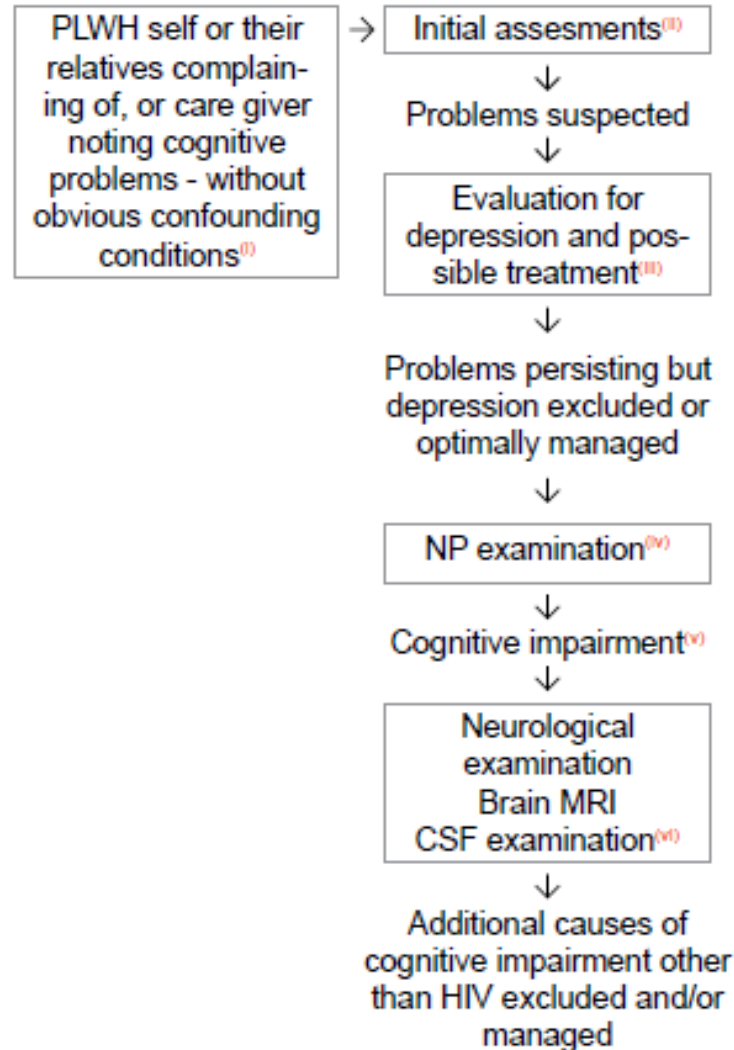 PLWH self or their
relatives complain-
ing of, or care giver
noting cognitive
problems - without
obvious confounding
conditions(i)
→
Initial assesments(ii)
↓
Problems suspected
↓
Evaluation for
depression and pos-
sible treatment(iii)
↓
Problems persisting but
depression excluded or
optimally managed
↓
NP examination(iv)
↓
Cognitive impairment(v)
↓
Neurological
examination
Brain MRI
CSF examination(vi)
↓
Additional causes of
cognitive impairment other
than HIV excluded and/or
managed